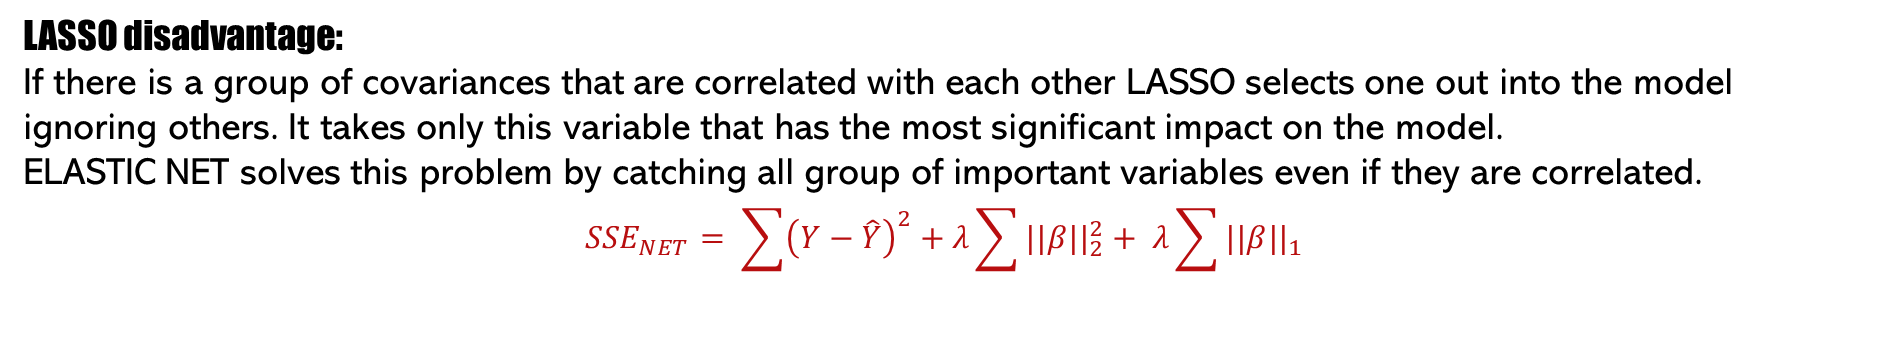 LASSO disadvantage:
If there is a group of covariances that are correlated with each other LASSO selects one out into the model
ignoring others. It takes only this variable that has the most significant impact on the model.
ELASTIC NET solves this problem by catching all group of important variables even if they are correlated.
SSE_NET = ∑(Y − Ŷ)² + λ∑ ||β||₂² + λ∑ ||β||₁